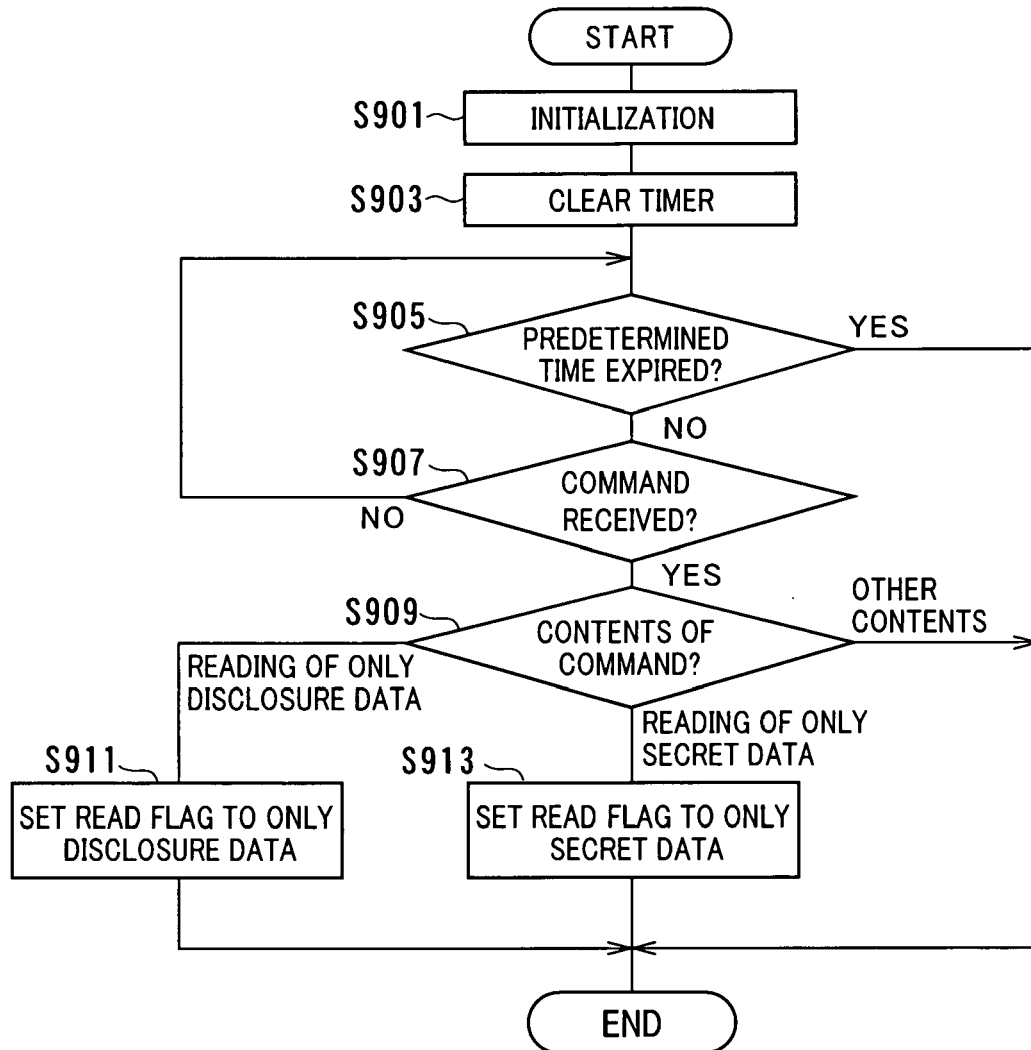 START
S901
INITIALIZATION
S903
CLEAR TIMER
S905
PREDETERMINED
TIME EXPIRED?
YES
NO
S907
COMMAND
RECEIVED?
NO
YES
S909
CONTENTS OF
COMMAND?
OTHER
CONTENTS
READING OF ONLY
DISCLOSURE DATA
READING OF ONLY
SECRET DATA
S911
SET READ FLAG TO ONLY
DISCLOSURE DATA
S913
SET READ FLAG TO ONLY
SECRET DATA
END